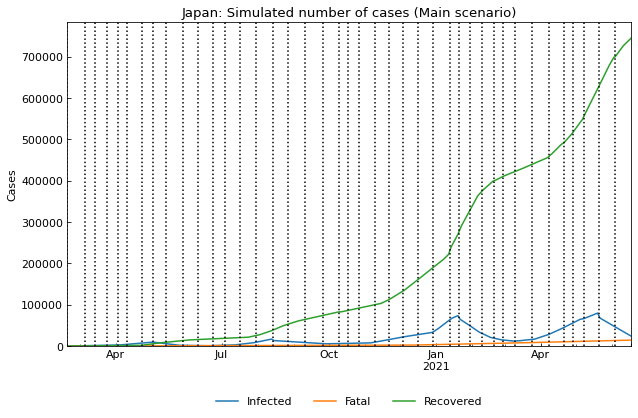 Japan: Simulated number of cases (Main scenario)
Cases
700000
600000
500000
400000
300000
200000
100000
0
Apr Jul Oct Jan Apr
2021
Infected Fatal Recovered